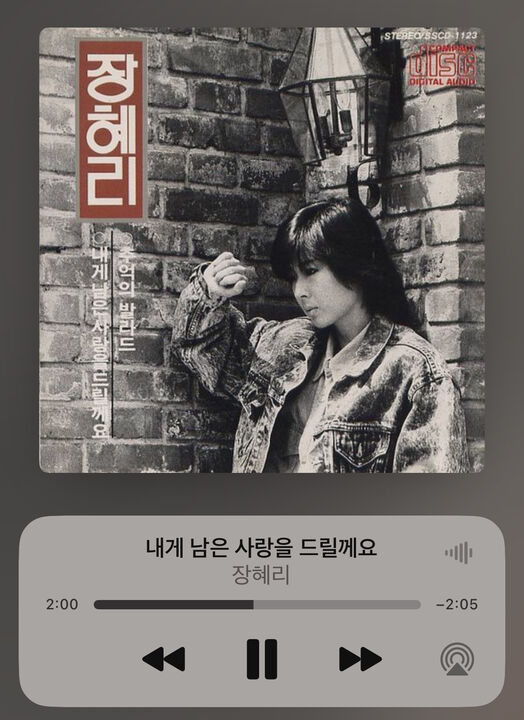 STEREO/SSCD-1123
COMPACT
disc
DIGITAL AUDIO
장혜리
추억의 발라드
내게 남은 사랑을 드릴께요
내게 남은 사랑을 드릴께요
장혜리
2:00
−2:05